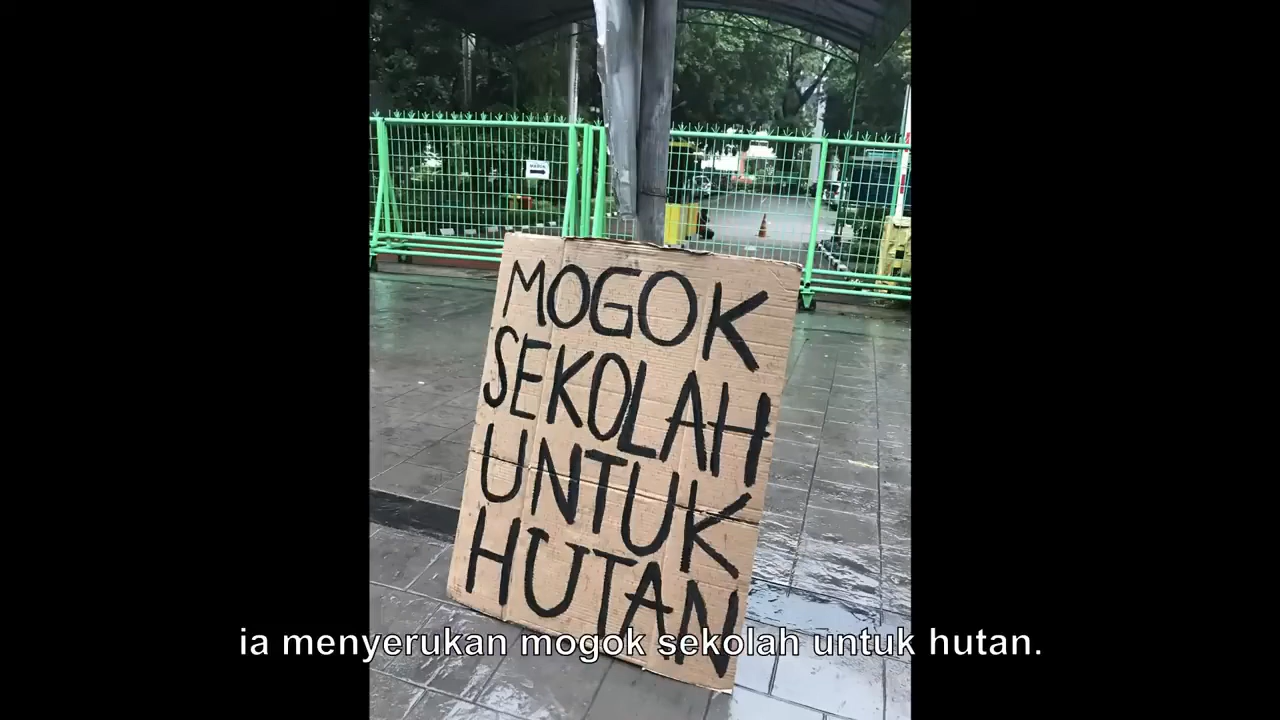 MOGOK
SEKOLAH
UNTUK
HUTAN
ia menyerukan mogok sekolah untuk hutan.